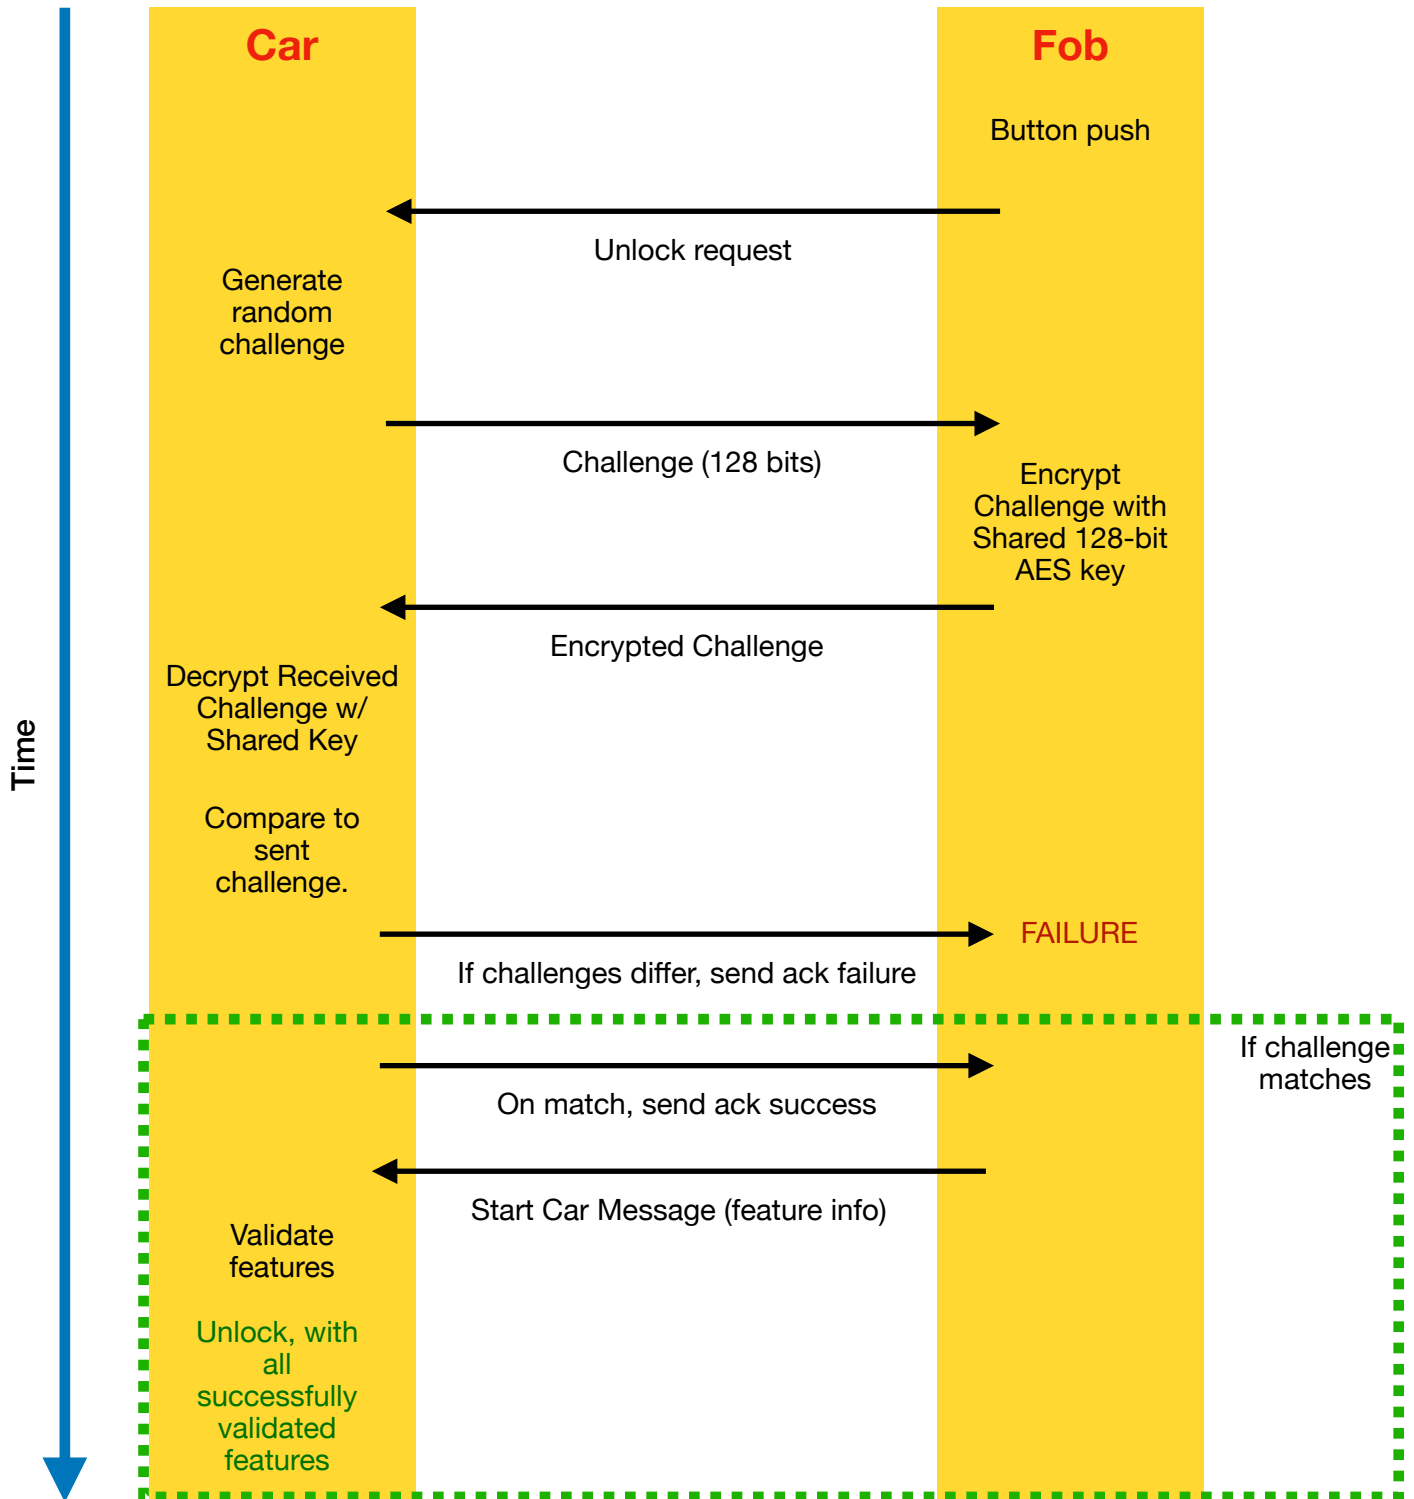 Car
Fob
Button push
Unlock request
Generate
random
challenge
Challenge (128 bits)
Encrypt
Challenge with
Shared 128-bit
AES key
Encrypted Challenge
Decrypt Received
Challenge w/
Shared Key
Time
Compare to
sent
challenge.
FAILURE
If challenges differ, send ack failure
If challenge
matches
On match, send ack success
Start Car Message (feature info)
Validate
features
Unlock, with
all
successfully
validated
features